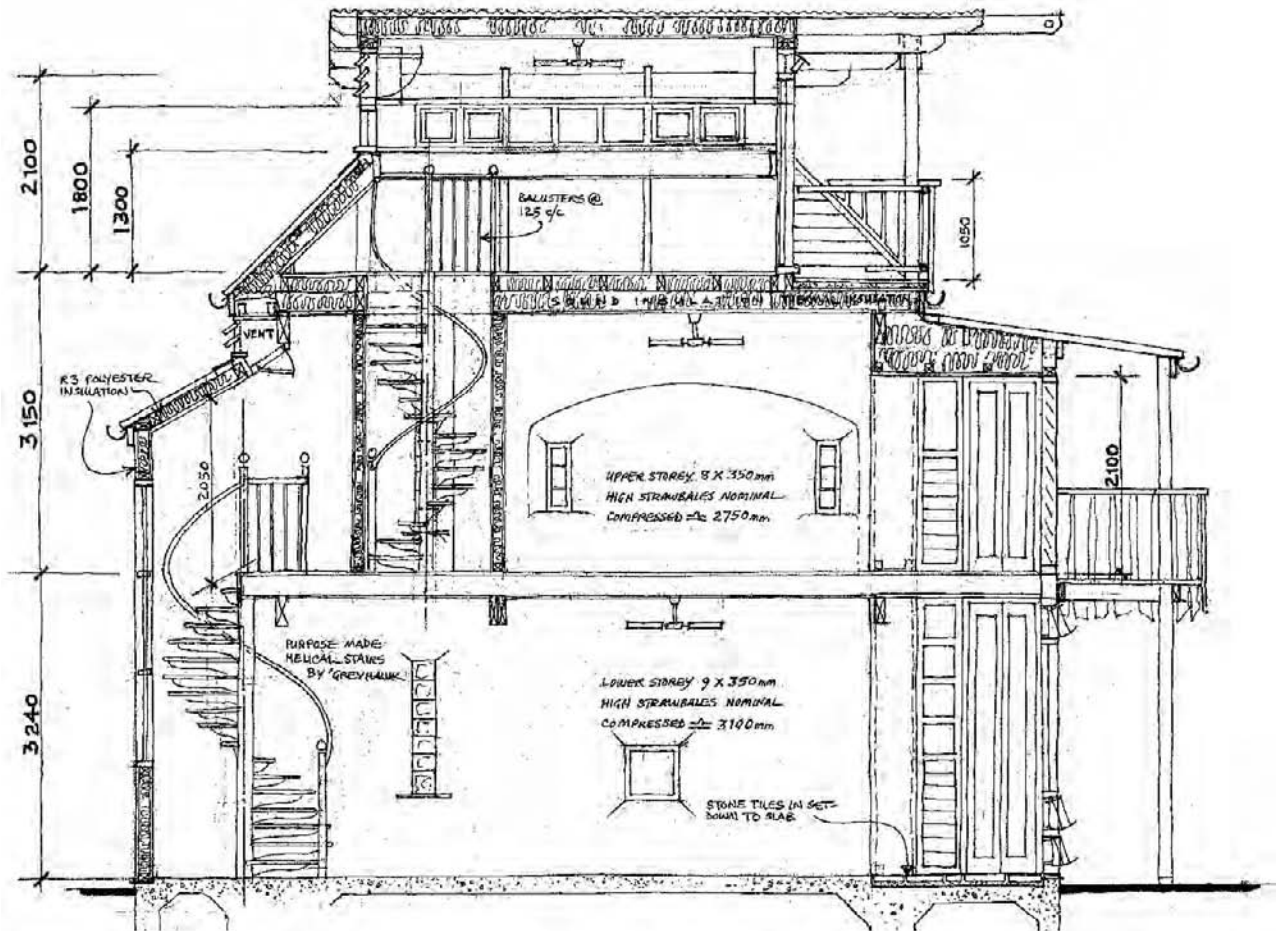 2100
1800
1300
BALUSTERS @
125 c/c
1050
SOUND INSULATION THERMAL INSULATION
VENT
R3 POLYESTER
INSULATION
3150
2050
UPPER STOREY 8 X 350mm
HIGH STRAWBALES NOMINAL
COMPRESSED ≏ 2750mm
2100
PURPOSE MADE
HELICAL STAIRS
BY 'GREYHAWK'
LOWER STOREY 9 X 350mm
HIGH STRAWBALES NOMINAL
COMPRESSED ≏ 3100mm
3240
STONE TILES IN SET-
DOWN TO SLAB